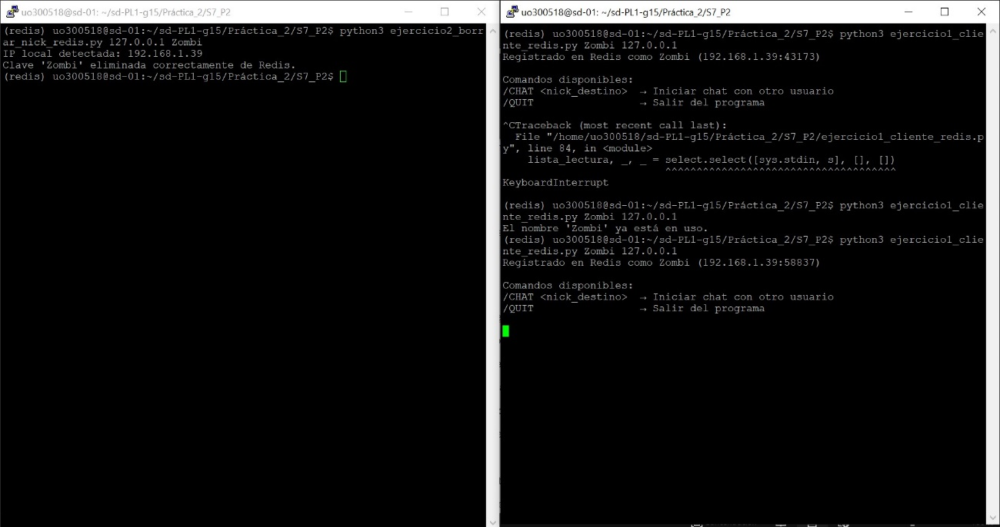 uo300518@sd-01: ~/sd-PL1-g15/Práctica_2/S7_P2
(redis) uo300518@sd-01:~/sd-PL1-g15/Práctica_2/S7_P2$ python3 ejercicio2_borr
ar_nick_redis.py 127.0.0.1 Zombi
IP local detectada: 192.168.1.39
Clave 'Zombi' eliminada correctamente de Redis.
(redis) uo300518@sd-01:~/sd-PL1-g15/Práctica_2/S7_P2$
uo300518@sd-01: ~/sd-PL1-g15/Práctica_2/S7_P2
(redis) uo300518@sd-01:~/sd-PL1-g15/Práctica_2/S7_P2$ python3 ejercicio1_clie
nte_redis.py Zombi 127.0.0.1
Registrado en Redis como Zombi (192.168.1.39:43173)
Comandos disponibles:
/CHAT <nick_destino> → Iniciar chat con otro usuario
/QUIT → Salir del programa
^CTraceback (most recent call last):
File "/home/uo300518/sd-PL1-g15/Práctica_2/S7_P2/ejercicio1_cliente_redis.p
y", line 84, in <module>
lista_lectura, _, _ = select.select([sys.stdin, s], [], [])
^^^^^^^^^^^^^^^^^^^^^^^^^^^^^^^^^^^^^
KeyboardInterrupt
(redis) uo300518@sd-01:~/sd-PL1-g15/Práctica_2/S7_P2$ python3 ejercicio1_clie
nte_redis.py Zombi 127.0.0.1
El nombre 'Zombi' ya está en uso.
(redis) uo300518@sd-01:~/sd-PL1-g15/Práctica_2/S7_P2$ python3 ejercicio1_clie
nte_redis.py Zombi 127.0.0.1
Registrado en Redis como Zombi (192.168.1.39:58837)
Comandos disponibles:
/CHAT <nick_destino> → Iniciar chat con otro usuario
/QUIT → Salir del programa